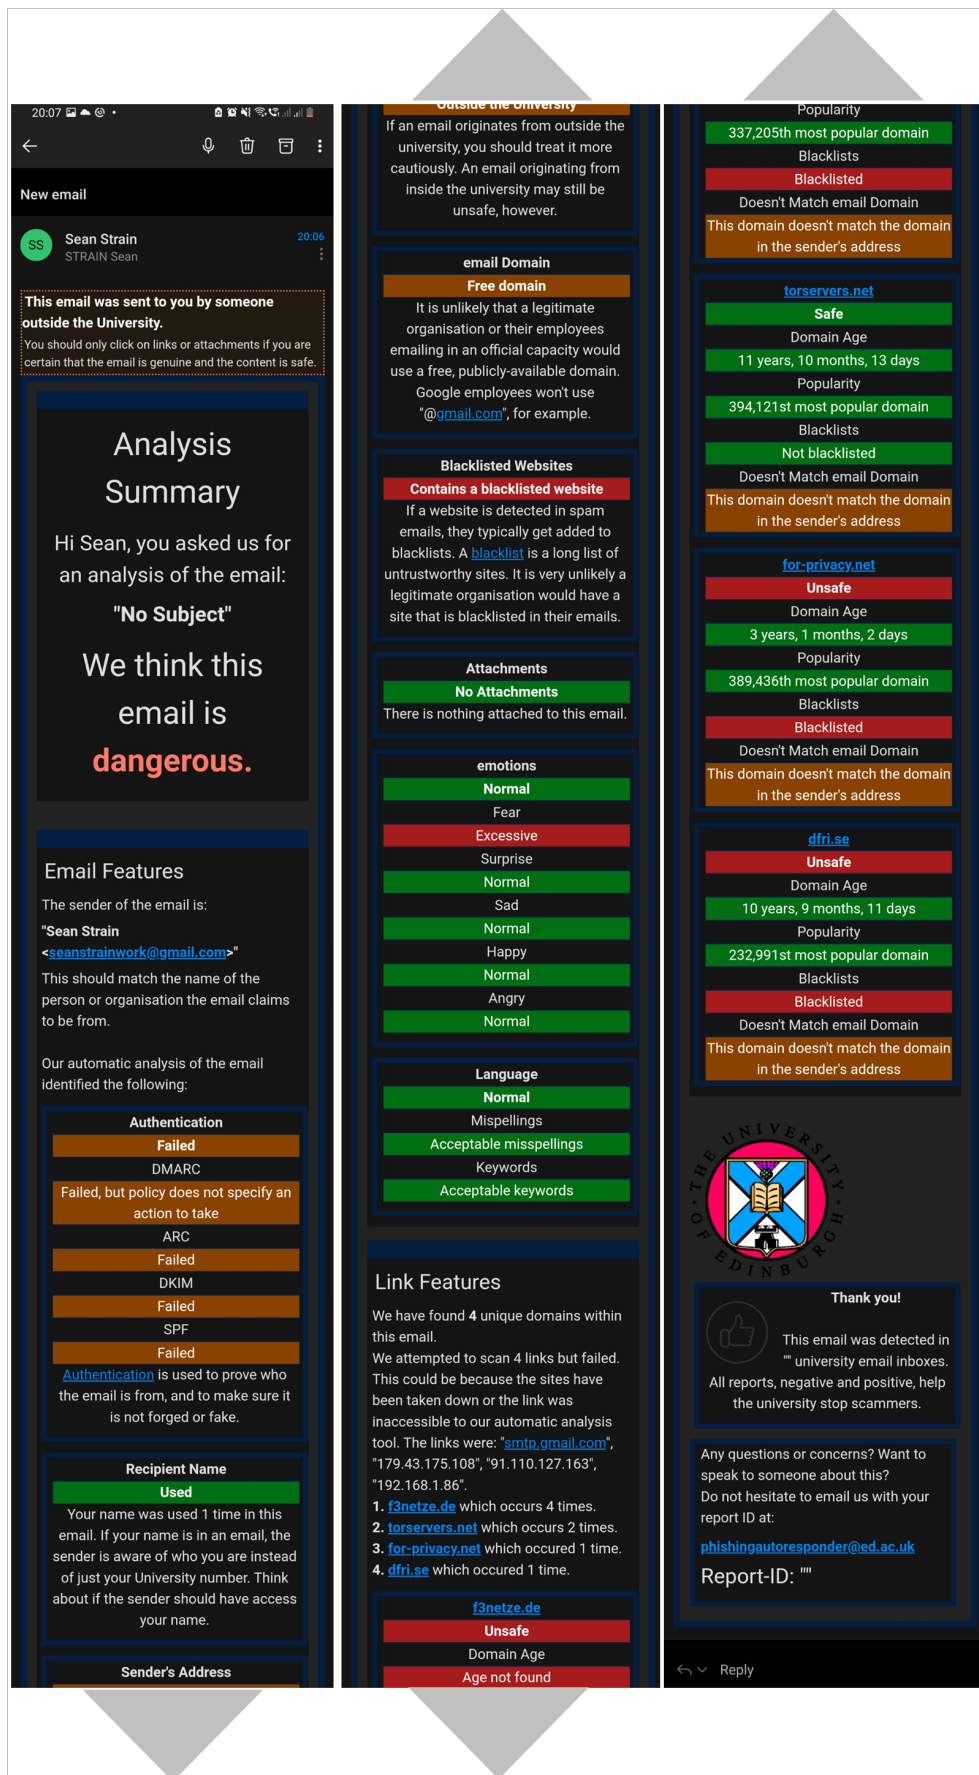 20:07
New email
SS
Sean Strain
20:06
STRAIN Sean
This email was sent to you by someone
outside the University.
You should only click on links or attachments if you are
certain that the email is genuine and the content is safe.
Analysis
Summary
Hi Sean, you asked us for
an analysis of the email:
"No Subject"
We think this
email is
dangerous.
Email Features
The sender of the email is:
"Sean Strain
<seanstrainwork@gmail.com>"
This should match the name of the
person or organisation the email claims
to be from.
Our automatic analysis of the email
identified the following:
Authentication
Failed
DMARC
Failed, but policy does not specify an
action to take
ARC
Failed
DKIM
Failed
SPF
Failed
Authentication is used to prove who
the email is from, and to make sure it
is not forged or fake.
Recipient Name
Used
Your name was used 1 time in this
email. If your name is in an email, the
sender is aware of who you are instead
of just your University number. Think
about if the sender should have access
your name.
Sender's Address
Outside the University
If an email originates from outside the
university, you should treat it more
cautiously. An email originating from
inside the university may still be
unsafe, however.
email Domain
Free domain
It is unlikely that a legitimate
organisation or their employees
emailing in an official capacity would
use a free, publicly-available domain.
Google employees won't use
"@gmail.com", for example.
Blacklisted Websites
Contains a blacklisted website
If a website is detected in spam
emails, they typically get added to
blacklists. A blacklist is a long list of
untrustworthy sites. It is very unlikely a
legitimate organisation would have a
site that is blacklisted in their emails.
Attachments
No Attachments
There is nothing attached to this email.
emotions
Normal
Fear
Excessive
Surprise
Normal
Sad
Normal
Happy
Normal
Angry
Normal
Language
Normal
Mispellings
Acceptable misspellings
Keywords
Acceptable keywords
Link Features
We have found 4 unique domains within
this email.
We attempted to scan 4 links but failed.
This could be because the sites have
been taken down or the link was
inaccessible to our automatic analysis
tool. The links were: "smtp.gmail.com",
"179.43.175.108", "91.110.127.163",
"192.168.1.86".
1. f3netze.de which occurs 4 times.
2. torservers.net which occurs 2 times.
3. for-privacy.net which occured 1 time.
4. dfri.se which occured 1 time.
f3netze.de
Unsafe
Domain Age
Age not found
Popularity
337,205th most popular domain
Blacklists
Blacklisted
Doesn't Match email Domain
This domain doesn't match the domain
in the sender's address
torservers.net
Safe
Domain Age
11 years, 10 months, 13 days
Popularity
394,121st most popular domain
Blacklists
Not blacklisted
Doesn't Match email Domain
This domain doesn't match the domain
in the sender's address
for-privacy.net
Unsafe
Domain Age
3 years, 1 months, 2 days
Popularity
389,436th most popular domain
Blacklists
Blacklisted
Doesn't Match email Domain
This domain doesn't match the domain
in the sender's address
dfri.se
Unsafe
Domain Age
10 years, 9 months, 11 days
Popularity
232,991st most popular domain
Blacklists
Blacklisted
Doesn't Match email Domain
This domain doesn't match the domain
in the sender's address
THE UNIVERSITY OF EDINBURGH
Thank you!
This email was detected in
"" university email inboxes.
All reports, negative and positive, help
the university stop scammers.
Any questions or concerns? Want to
speak to someone about this?
Do not hesitate to email us with your
report ID at:
phishingautoresponder@ed.ac.uk
Report-ID: ""
Reply